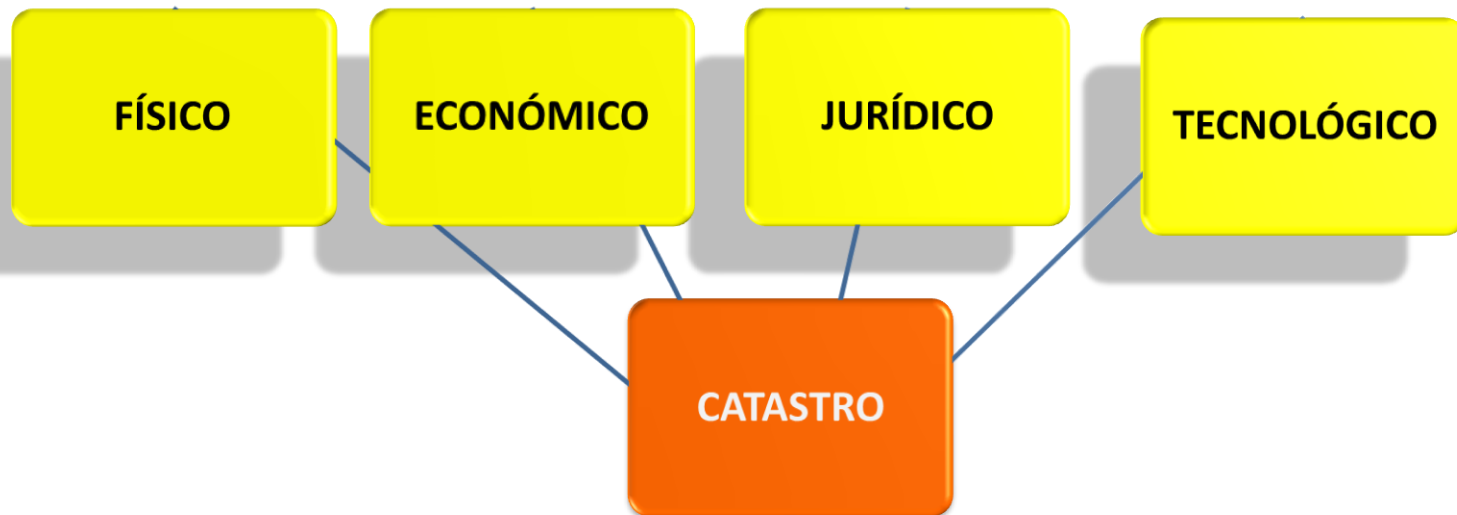 FÍSICO
ECONÓMICO
JURÍDICO
TECNOLÓGICO
CATASTRO